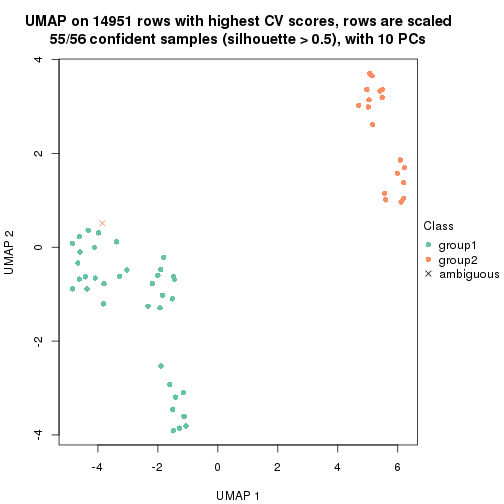 UMAP on 14951 rows with highest CV scores, rows are scaled
55/56 confident samples (silhouette > 0.5), with 10 PCs
4
2
0
-2
-4
UMAP 2
-4 -2 0 2 4 6
UMAP 1
Class
group1
group2
ambiguous